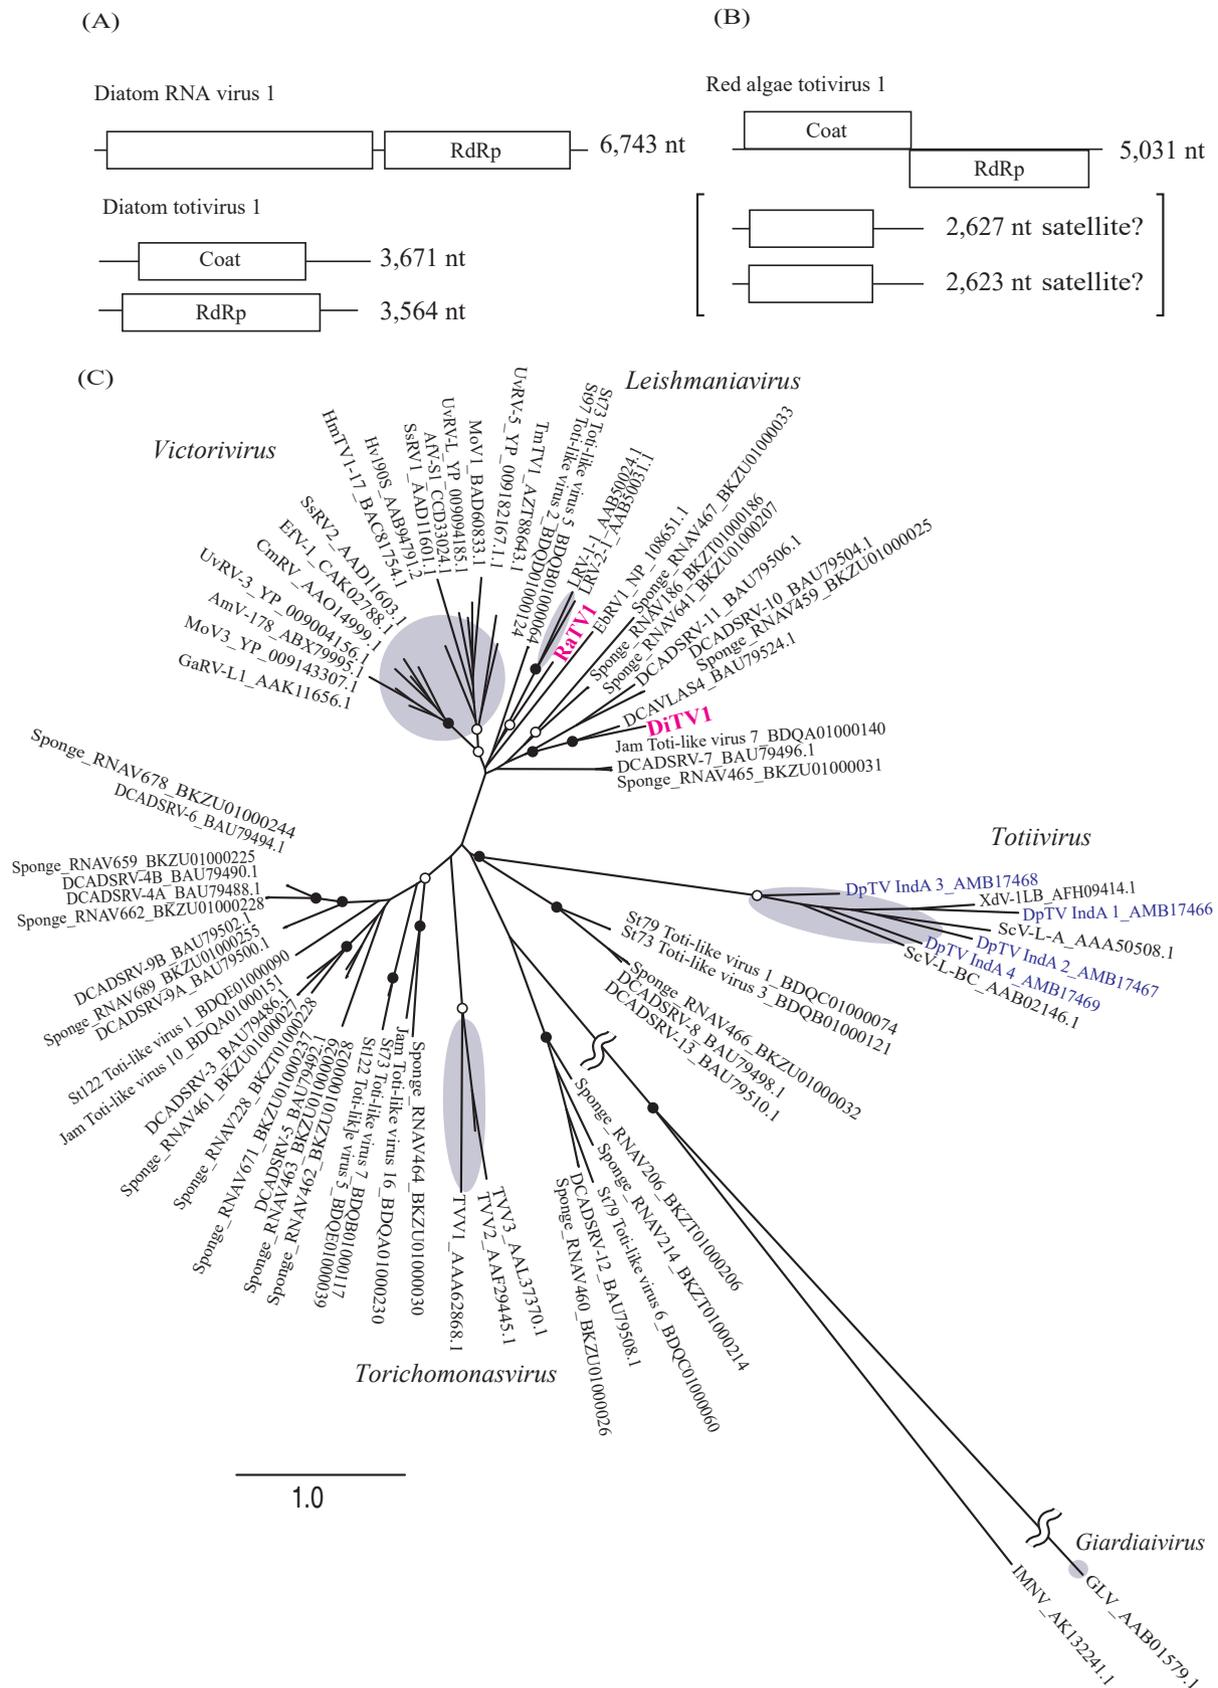 (A)
Diatom RNA virus 1
RdRp
6,743 nt
Diatom totivirus 1
Coat
3,671 nt
RdRp
3,564 nt
(B)
Red algae totivirus 1
Coat
RdRp
5,031 nt
2,627 nt satellite?
2,623 nt satellite?
(C)
Victorivirus
Leishmaniavirus
GaRV-L1_AAK11656.1
MoV3_YP_009143307.1
AmV-178_ABX79995.1
UvRV-3_YP_009004156.1
CmRV_AAO14999.1
EfV-1_CAK02788.1
SsRV2_AAD11603.1
HmTV1-17_BAC81754.1
Hv190S_AAB94791.2
SsRV1_AAD11601.1
AfV-S1_CCD33024.1
UvRV-L_YP_009094185.1
MoV1_BAD60833.1
UvRV-5_YP_009182167.1.1
TmTV1_AZT88643.1
St97 Toti-like virus 2_BDQD01000124
St73 Toti-like virus 5_BDQB01000064
LRV-1-1_AAB50024.1
LRV-2-1_AAB50031.1
RaTV1
EbRV1_NP_108651.1
Sponge_RNAV467_BKZU01000033
Sponge_RNAV186_BKZT01000186
Sponge_RNAV641_BKZU01000207
DCADSRV-11_BAU79506.1
DCADSRV-10_BAU79504.1
Sponge_RNAV459_BKZU01000025
DCAVLAS4_BAU79524.1
DiTV1
Jam Toti-like virus 7_BDQA01000140
DCADSRV-7_BAU79496.1
Sponge_RNAV465_BKZU01000031
Totiivirus
DpTV IndA 3_AMB17468
XdV-1LB_AFH09414.1
DpTV IndA 1_AMB17466
ScV-L-A_AAA50508.1
DpTV IndA 2_AMB17467
DpTV IndA 4_AMB17469
ScV-L-BC_AAB02146.1
St79 Toti-like virus 1_BDQC01000074
St73 Toti-like virus 3_BDQB01000121
Sponge_RNAV466_BKZU01000032
DCADSRV-8_BAU79498.1
DCADSRV-13_BAU79510.1
Sponge_RNAV206_BKZT01000206
Sponge_RNAV214_BKZT01000214
St79 Toti-like virus 6_BDQC01000060
DCADSRV-12_BAU79508.1
Sponge_RNAV460_BKZU01000026
TVV3_AAL37370.1
TVV2_AAF29445.1
TVV1_AAA62868.1
Torichomonasvirus
Sponge_RNAV464_BKZU01000030
Jam Toti-like virus 16_BDQA01000230
St73 Toti-like virus 7_BDQB01000117
St122 Toti-like virus 5_BDQE01000039
Sponge_RNAV462_BKZU01000028
Sponge_RNAV463_BKZU01000029
DCADSRV-5_BAU79492.1
Sponge_RNAV671_BKZU01000237
Sponge_RNAV228_BKZT01000228
Sponge_RNAV461_BKZU01000027
DCADSRV-3_BAU79486.1
Jam Toti-like virus 10_BDQA01000151
St122 Toti-like virus 1_BDQE01000090
DCADSRV-9A_BAU79500.1
Sponge_RNAV689_BKZU01000255
DCADSRV-9B_BAU79502.1
Sponge_RNAV662_BKZU01000228
DCADSRV-4A_BAU79488.1
DCADSRV-4B_BAU79490.1
Sponge_RNAV659_BKZU01000225
DCADSRV-6_BAU79494.1
Sponge_RNAV678_BKZU01000244
1.0
Giardiaivirus
GLV_AAB01579.1
IMNV_AK132241.1